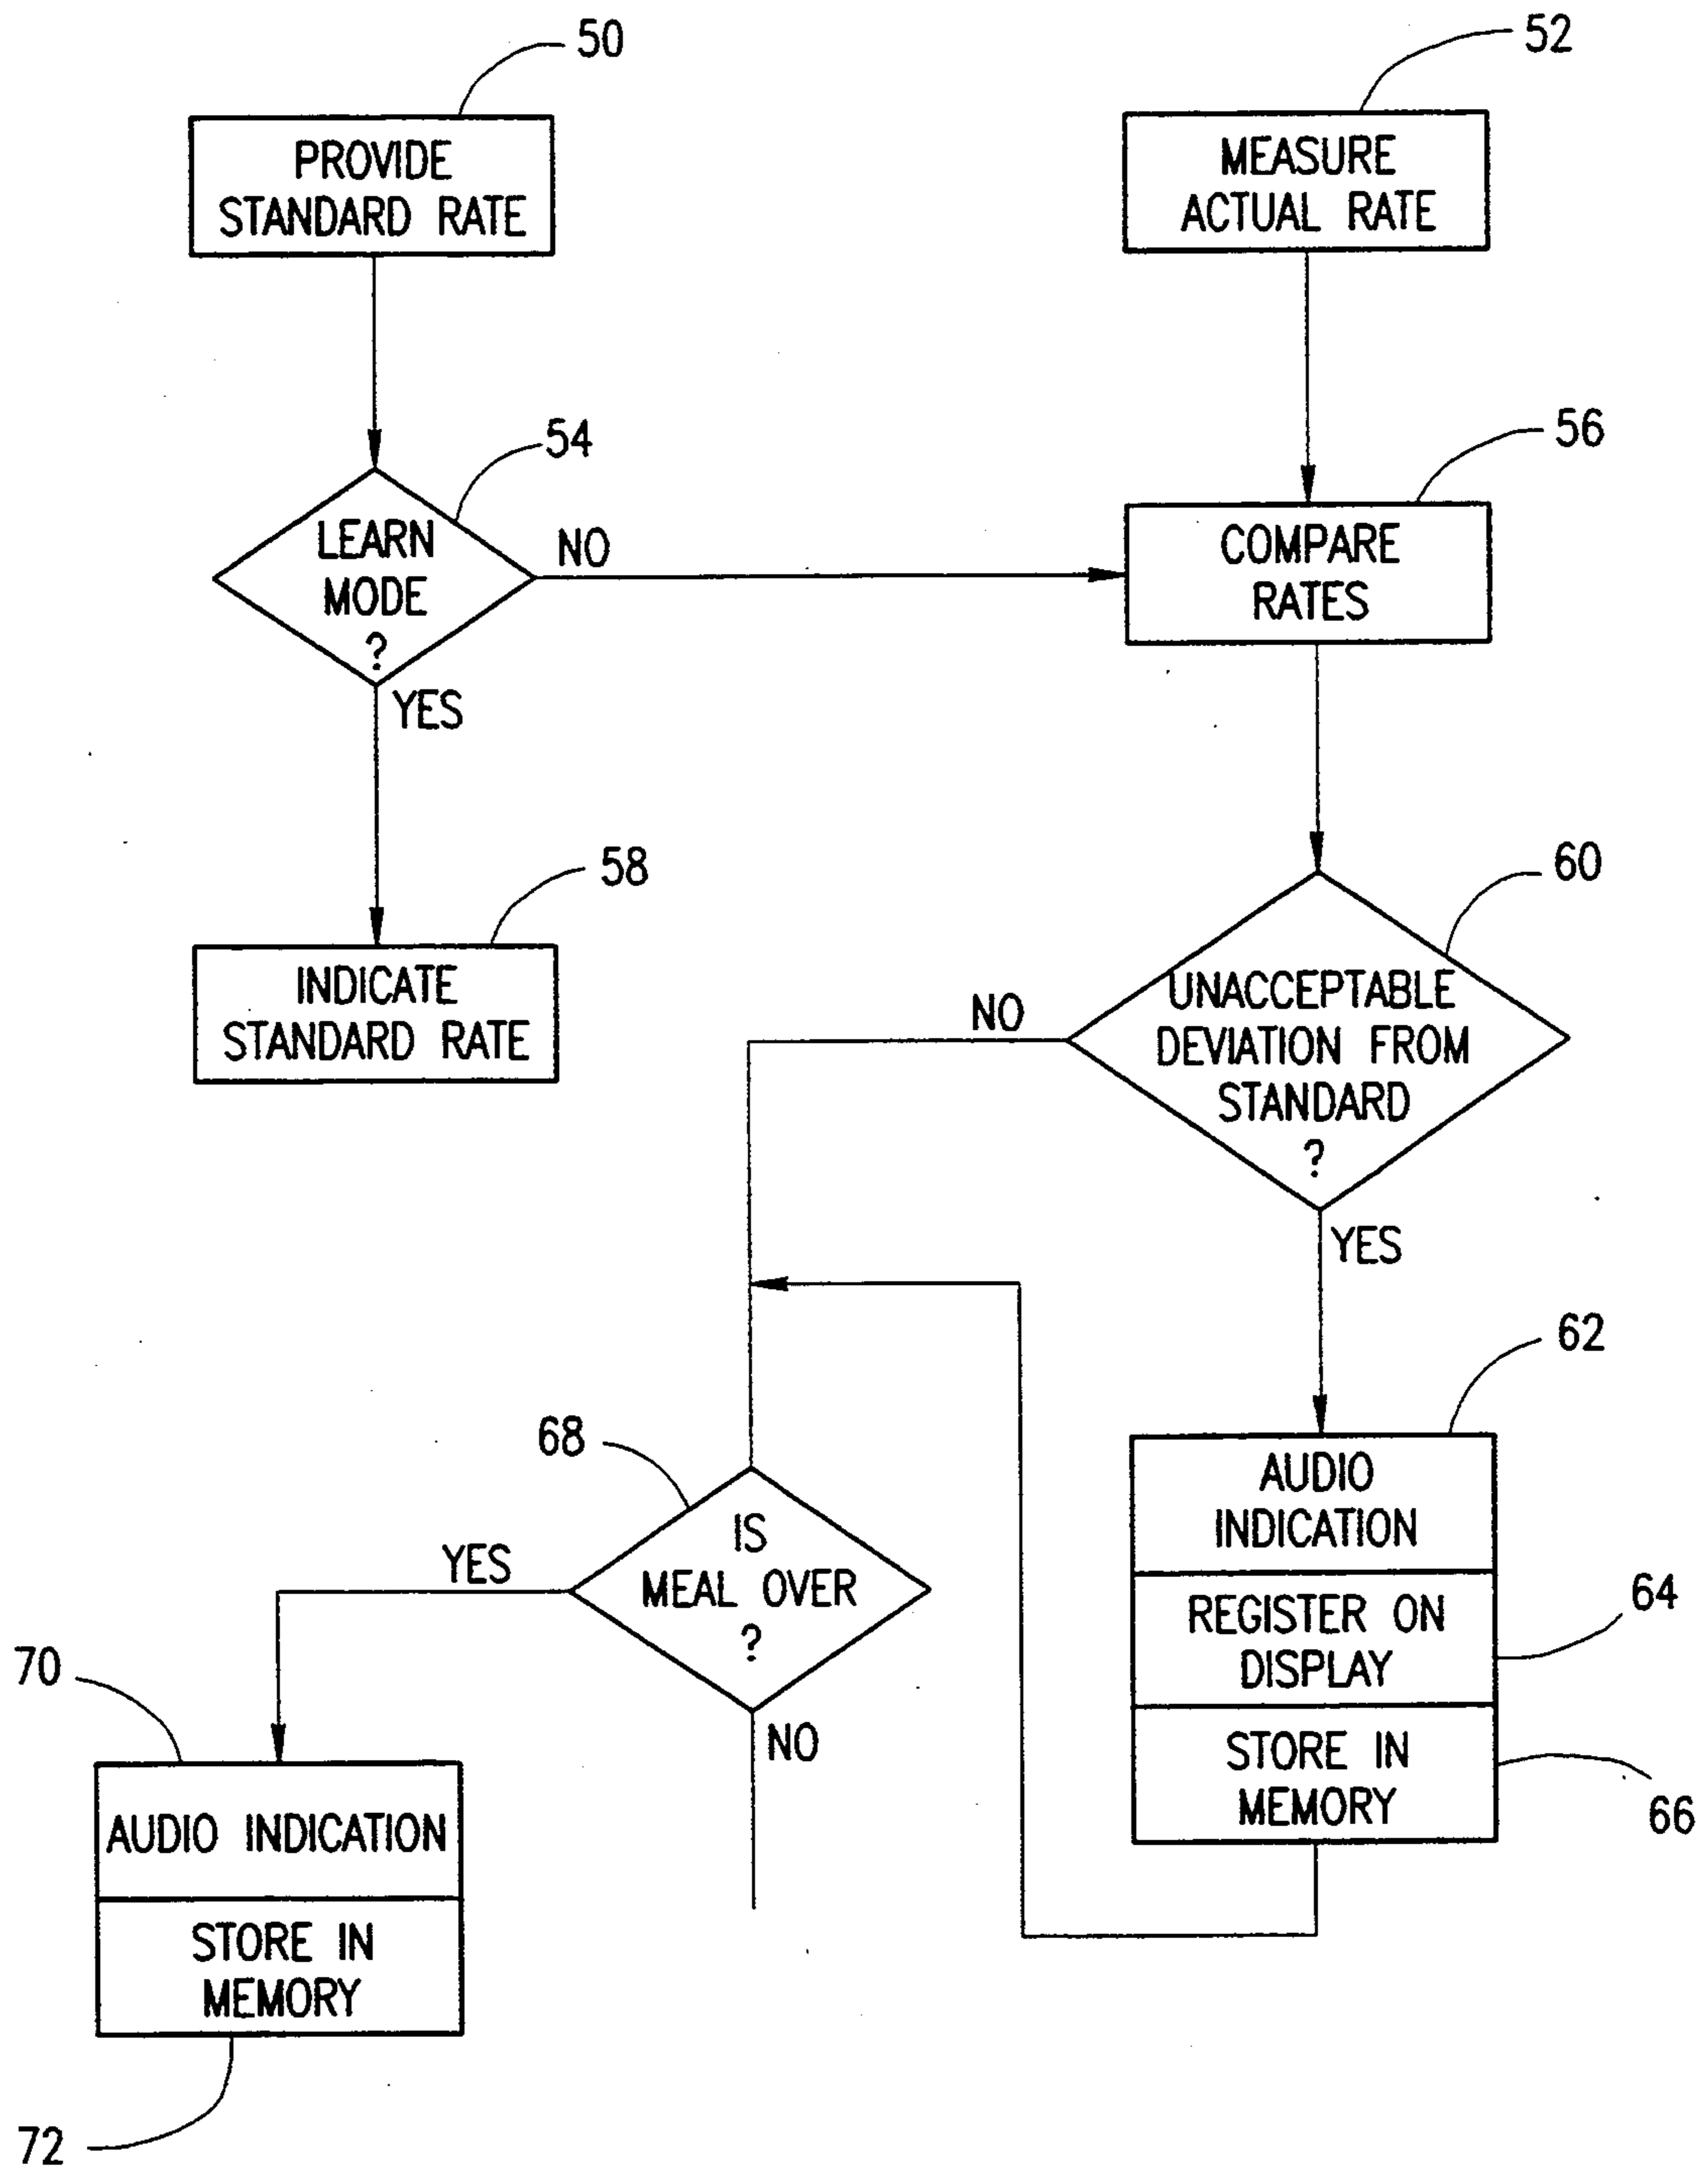 50
52
PROVIDE
STANDARD RATE
MEASURE
ACTUAL RATE
54
56
LEARN
MODE
?
NO
COMPARE
RATES
YES
58
60
INDICATE
STANDARD RATE
NO
UNACCEPTABLE
DEVIATION FROM
STANDARD
?
YES
62
68
AUDIO
INDICATION
IS
MEAL OVER
?
YES
64
REGISTER ON
DISPLAY
70
NO
STORE IN
MEMORY
66
AUDIO INDICATION
STORE IN
MEMORY
72